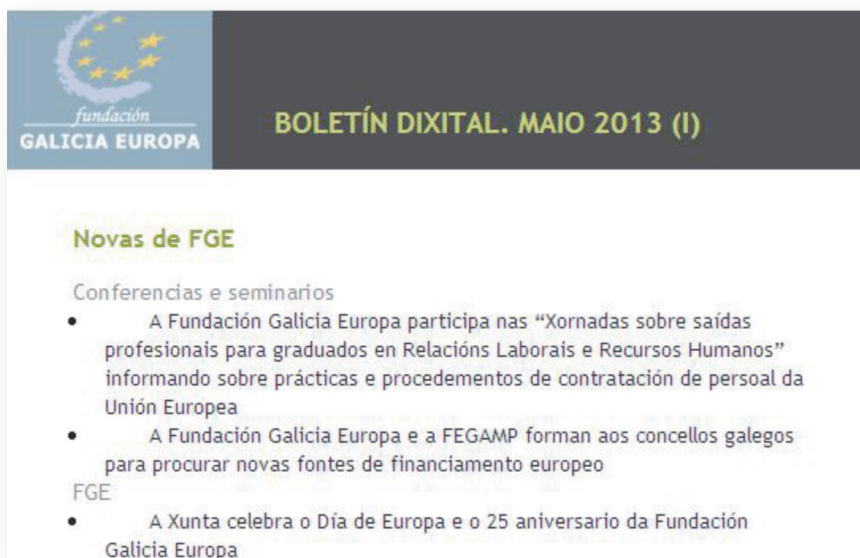 fundación
GALICIA EUROPA
BOLETÍN DIXITAL. MAIO 2013 (I)
Novas de FGE
Conferencias e seminarios
• A Fundación Galicia Europa participa nas “Xornadas sobre saídas
profesionais para graduados en Relacións Laborais e Recursos Humanos”
informando sobre prácticas e procedementos de contratación de persoal da
Unión Europea
• A Fundación Galicia Europa e a FEGAMP forman aos concellos galegos
para procurar novas fontes de financiamento europeo
FGE
• A Xunta celebra o Día de Europa e o 25 aniversario da Fundación
Galicia Europa